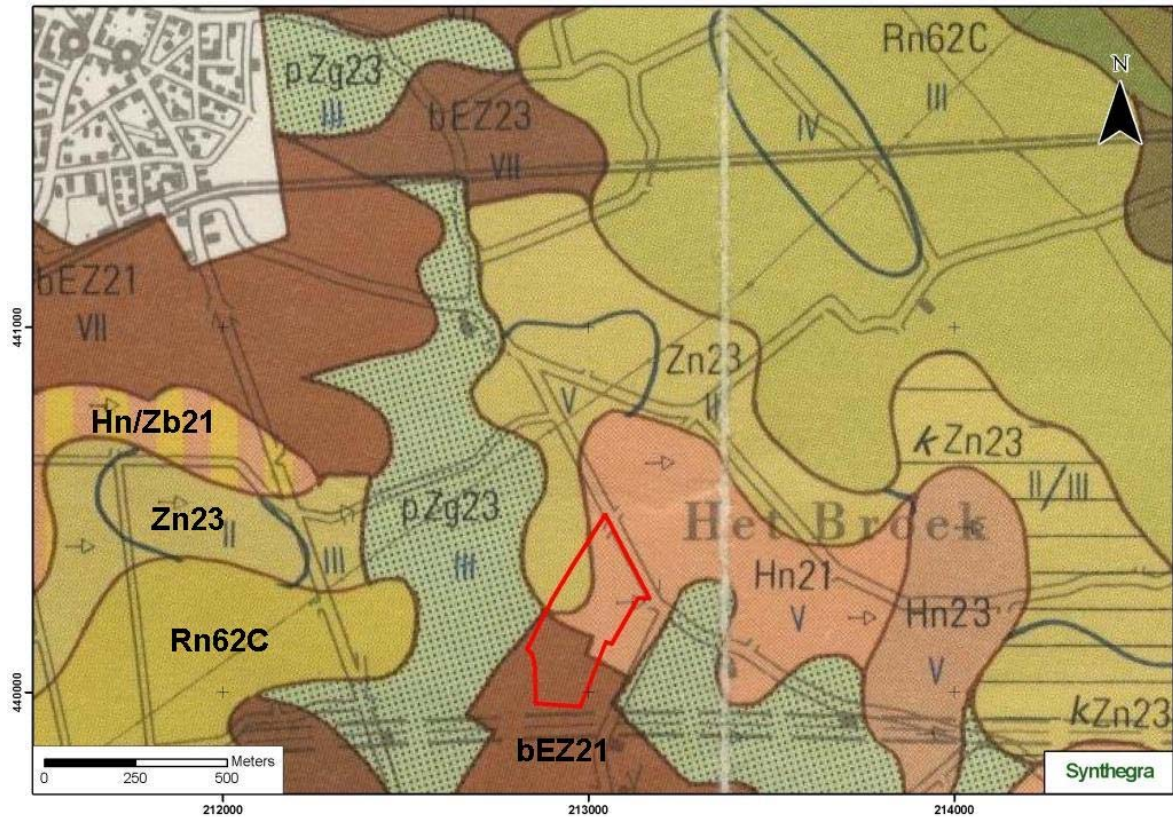 Rn62C
III
N
pZg23
III
bEZ23
VII
IV
bEZ21
VII
441000
Zn23
II
V
Hn/Zb21
kZn23
II/III
Zn23
II
III
pZg23
III
Het Broek
Hn21
V
Hn23
V
Rn62C
440000
kZn23
bEZ21
V
Meters
0 250 500
Synthegra
212000 213000 214000